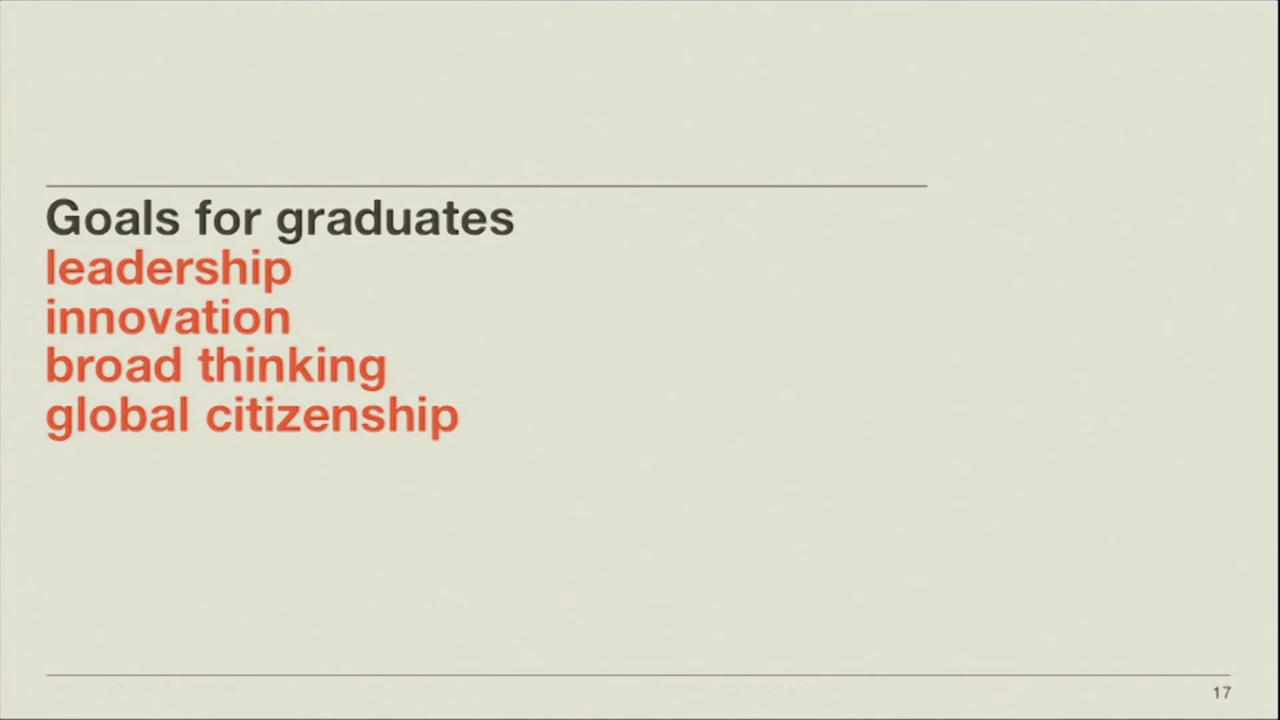 Goals for graduates
leadership
innovation
broad thinking
global citizenship
17